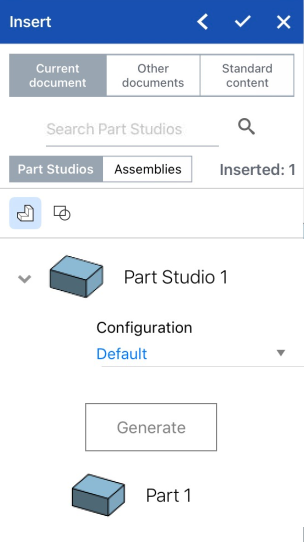 Insert
Current document
Other documents
Standard content
Search Part Studios
Part Studios
Assemblies
Inserted: 1
Part Studio 1
Configuration
Default
Generate
Part 1